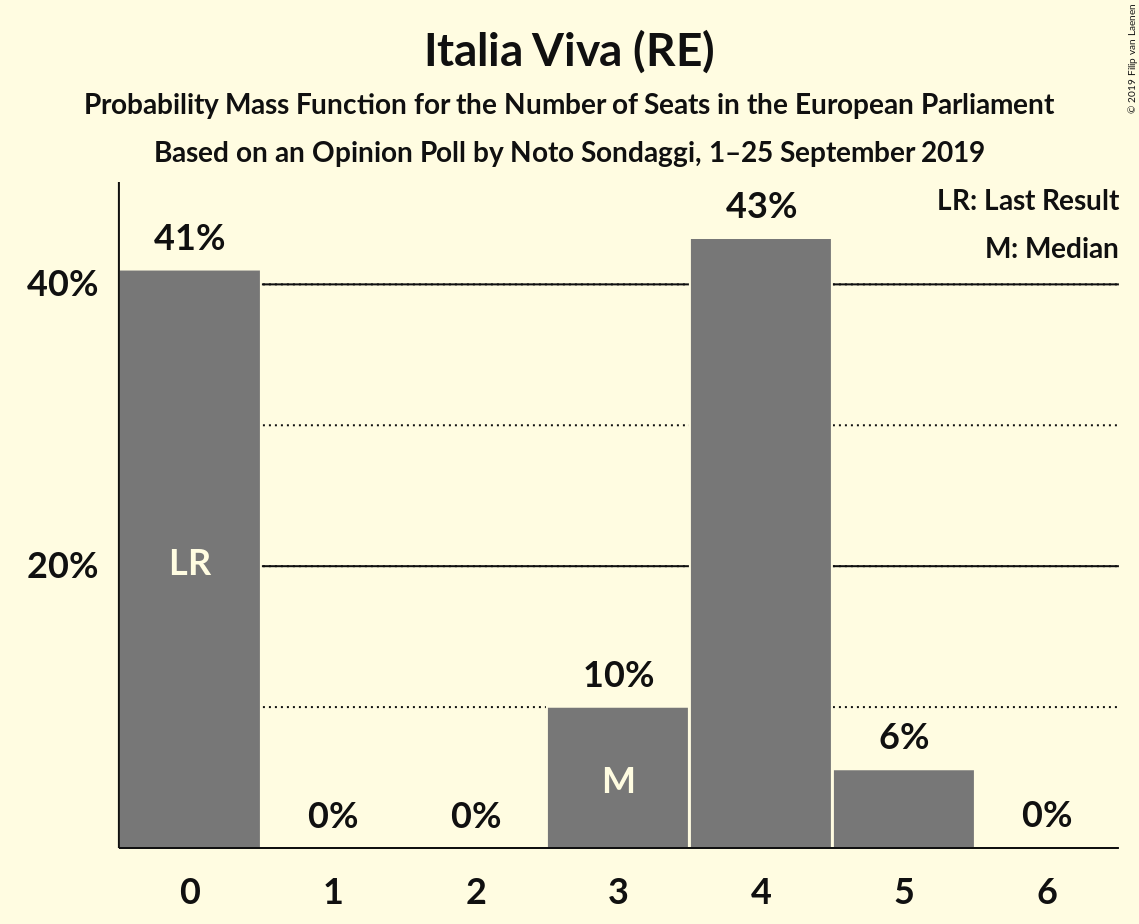 Italia Viva (RE)
Probability Mass Function for the Number of Seats in the European Parliament
Based on an Opinion Poll by Noto Sondaggi, 1–25 September 2019
© 2019 Filip van Laenen
LR: Last Result
M: Median
41%
0%
0%
10%
43%
6%
0%
40%
20%
LR
M
0 1 2 3 4 5 6